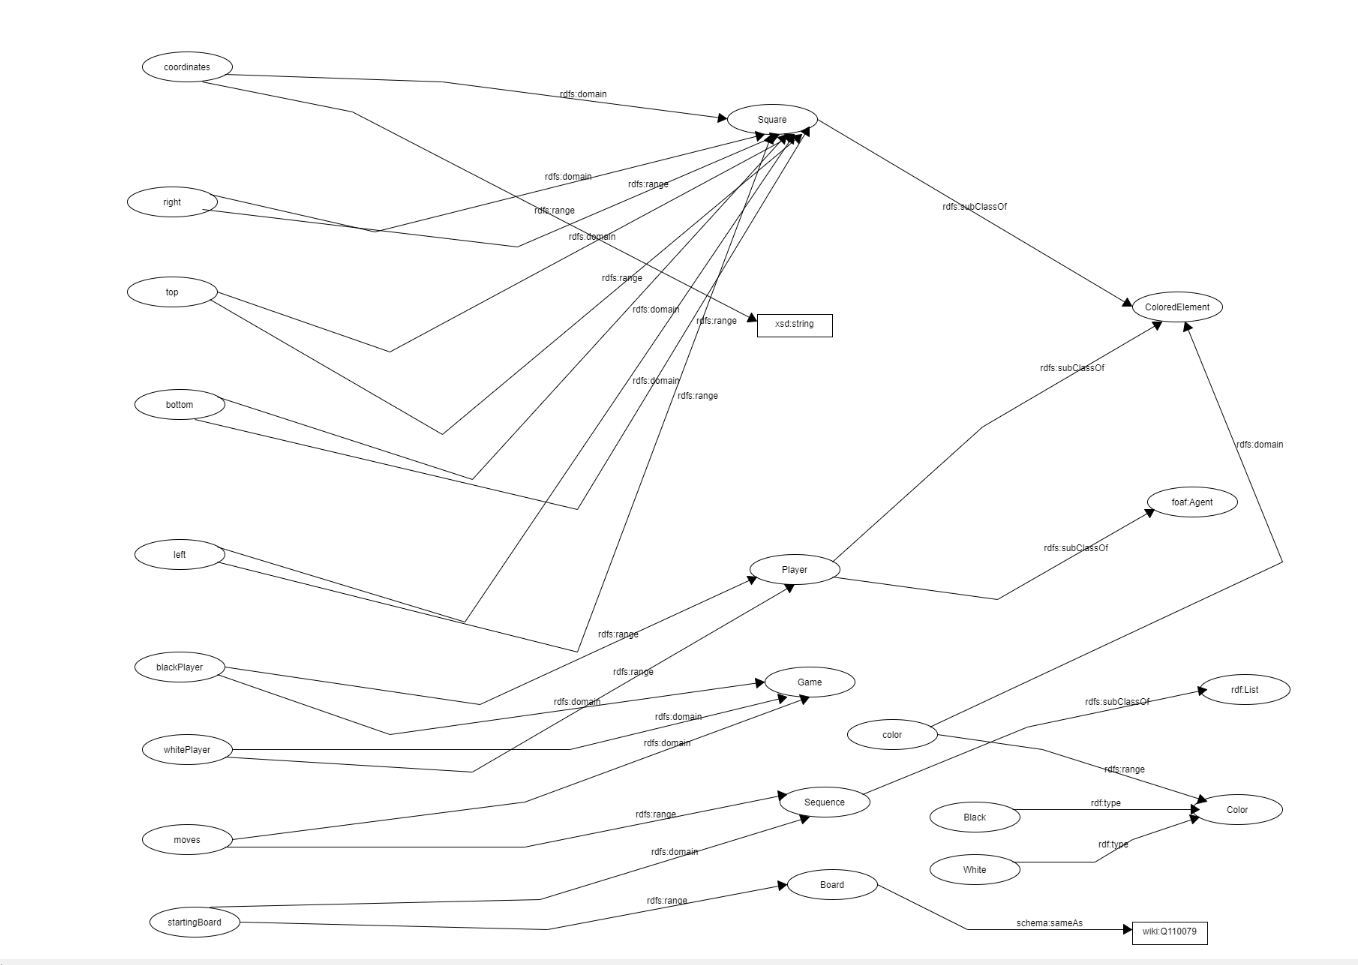 coordinates
rdfs:domain
Square
rdfs:domain
rdfs:range
right
rdfs:range
rdfs:subClassOf
rdfs:domain
rdfs:range
top
rdfs:domain
rdfs:range
xsd:string
ColoredElement
rdfs:subClassOf
rdfs:domain
rdfs:range
bottom
rdfs:domain
foaf:Agent
rdfs:subClassOf
left
Player
rdfs:range
blackPlayer
rdfs:range
Game
rdf:List
rdfs:domain
rdfs:subClassOf
rdfs:domain
color
rdfs:domain
whitePlayer
rdfs:range
Sequence
rdf:type
Color
rdfs:range
Black
moves
rdf:type
rdfs:domain
White
Board
rdfs:range
startingBoard
schema:sameAs
wiki:Q110079